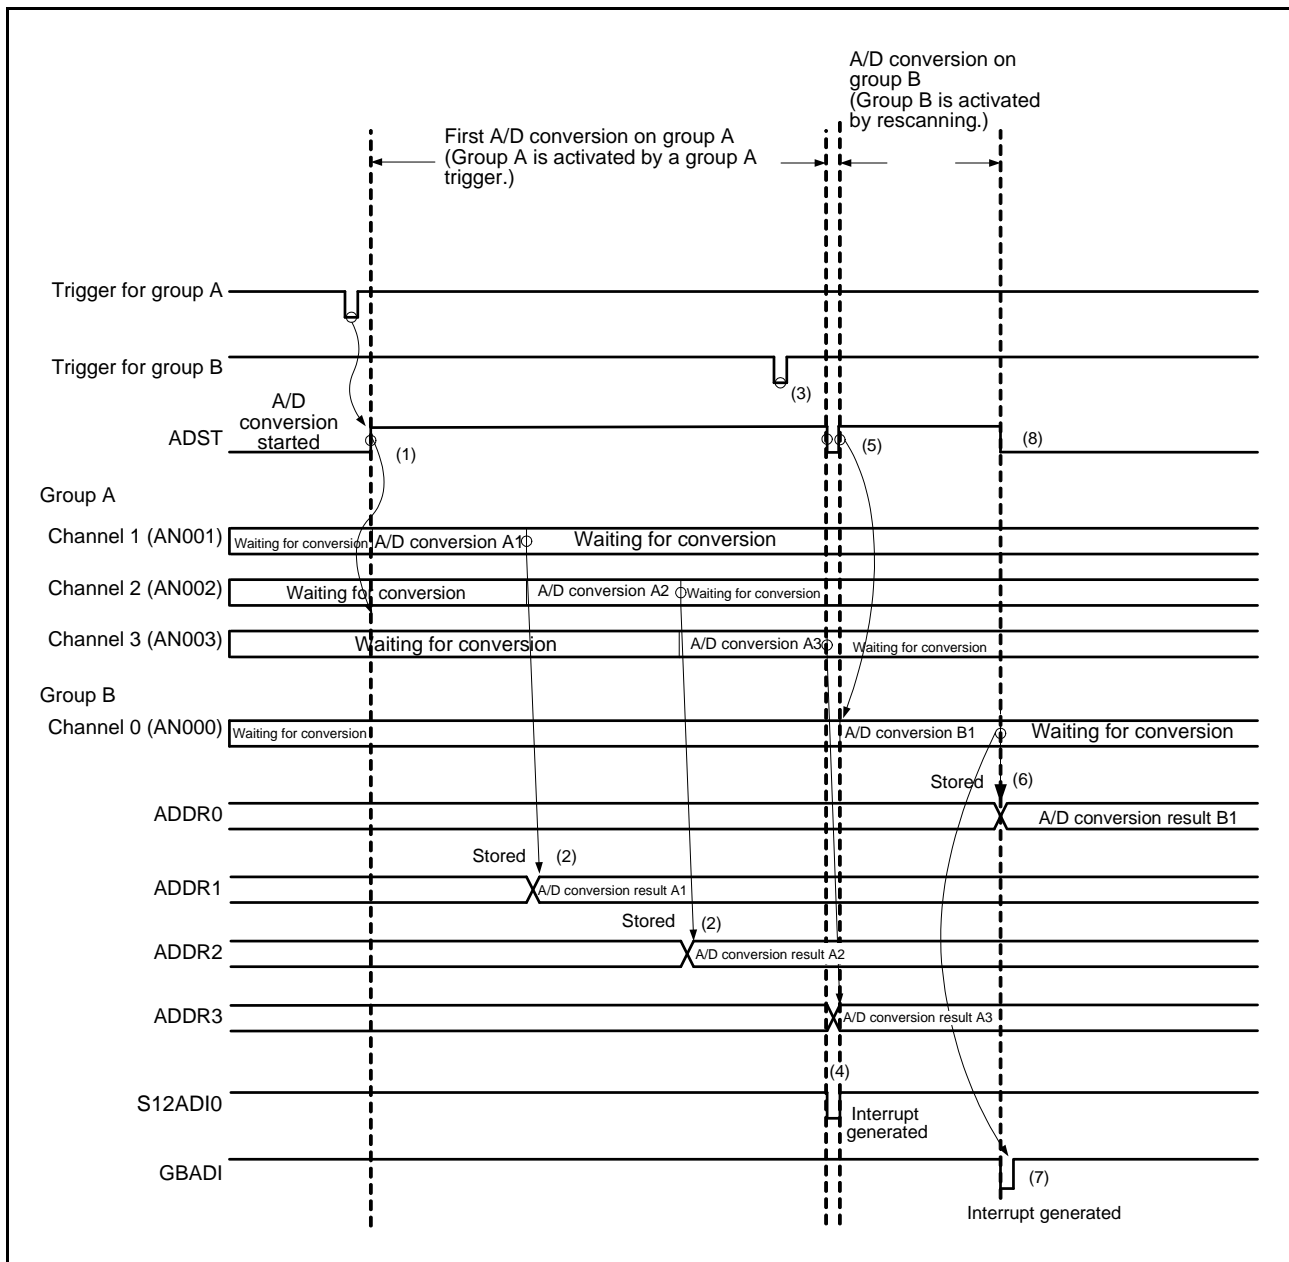 A/D conversion on
group B
(Group B is activated
by rescanning.)
First A/D conversion on group A
(Group A is activated by a group A
trigger.)
Trigger for group A
Trigger for group B
(3)
A/D
conversion
started
ADST
(1)
(5)
(8)
Group A
Channel 1 (AN001)
Waiting for conversion
A/D conversion A1
Waiting for conversion
Channel 2 (AN002)
Waiting for conversion
A/D conversion A2
Waiting for conversion
Channel 3 (AN003)
Waiting for conversion
A/D conversion A3
Waiting for conversion
Group B
Channel 0 (AN000)
Waiting for conversion
A/D conversion B1
Waiting for conversion
Stored
(6)
ADDR0
A/D conversion result B1
Stored
(2)
ADDR1
A/D conversion result A1
Stored
(2)
ADDR2
A/D conversion result A2
ADDR3
A/D conversion result A3
(4)
S12ADI0
Interrupt
generated
GBADI
(7)
Interrupt generated